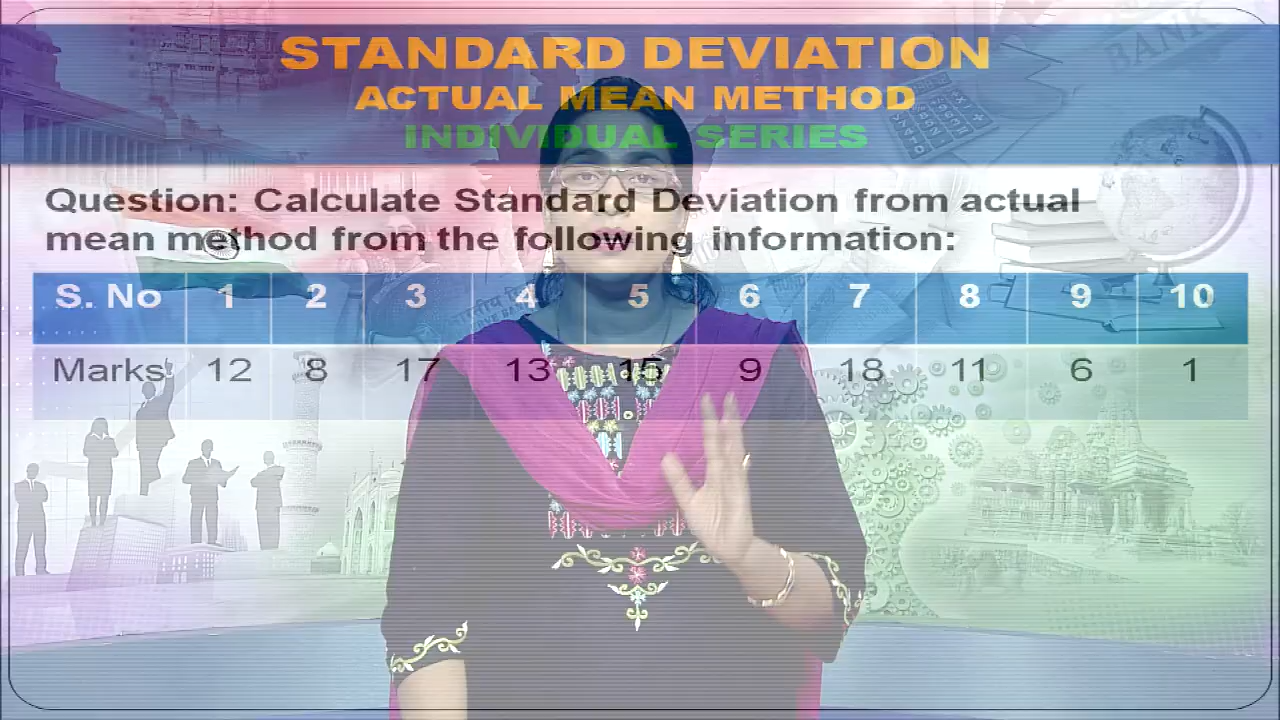 STANDARD DEVIATION
ACTUAL MEAN METHOD
INDIVIDUAL SERIES
Question: Calculate Standard Deviation from actual
mean method from the following information:
S. No 1 2 3 4 5 6 7 8 9 10
Marks 12 8 17 13 15 9 18 11 6 1
BANK